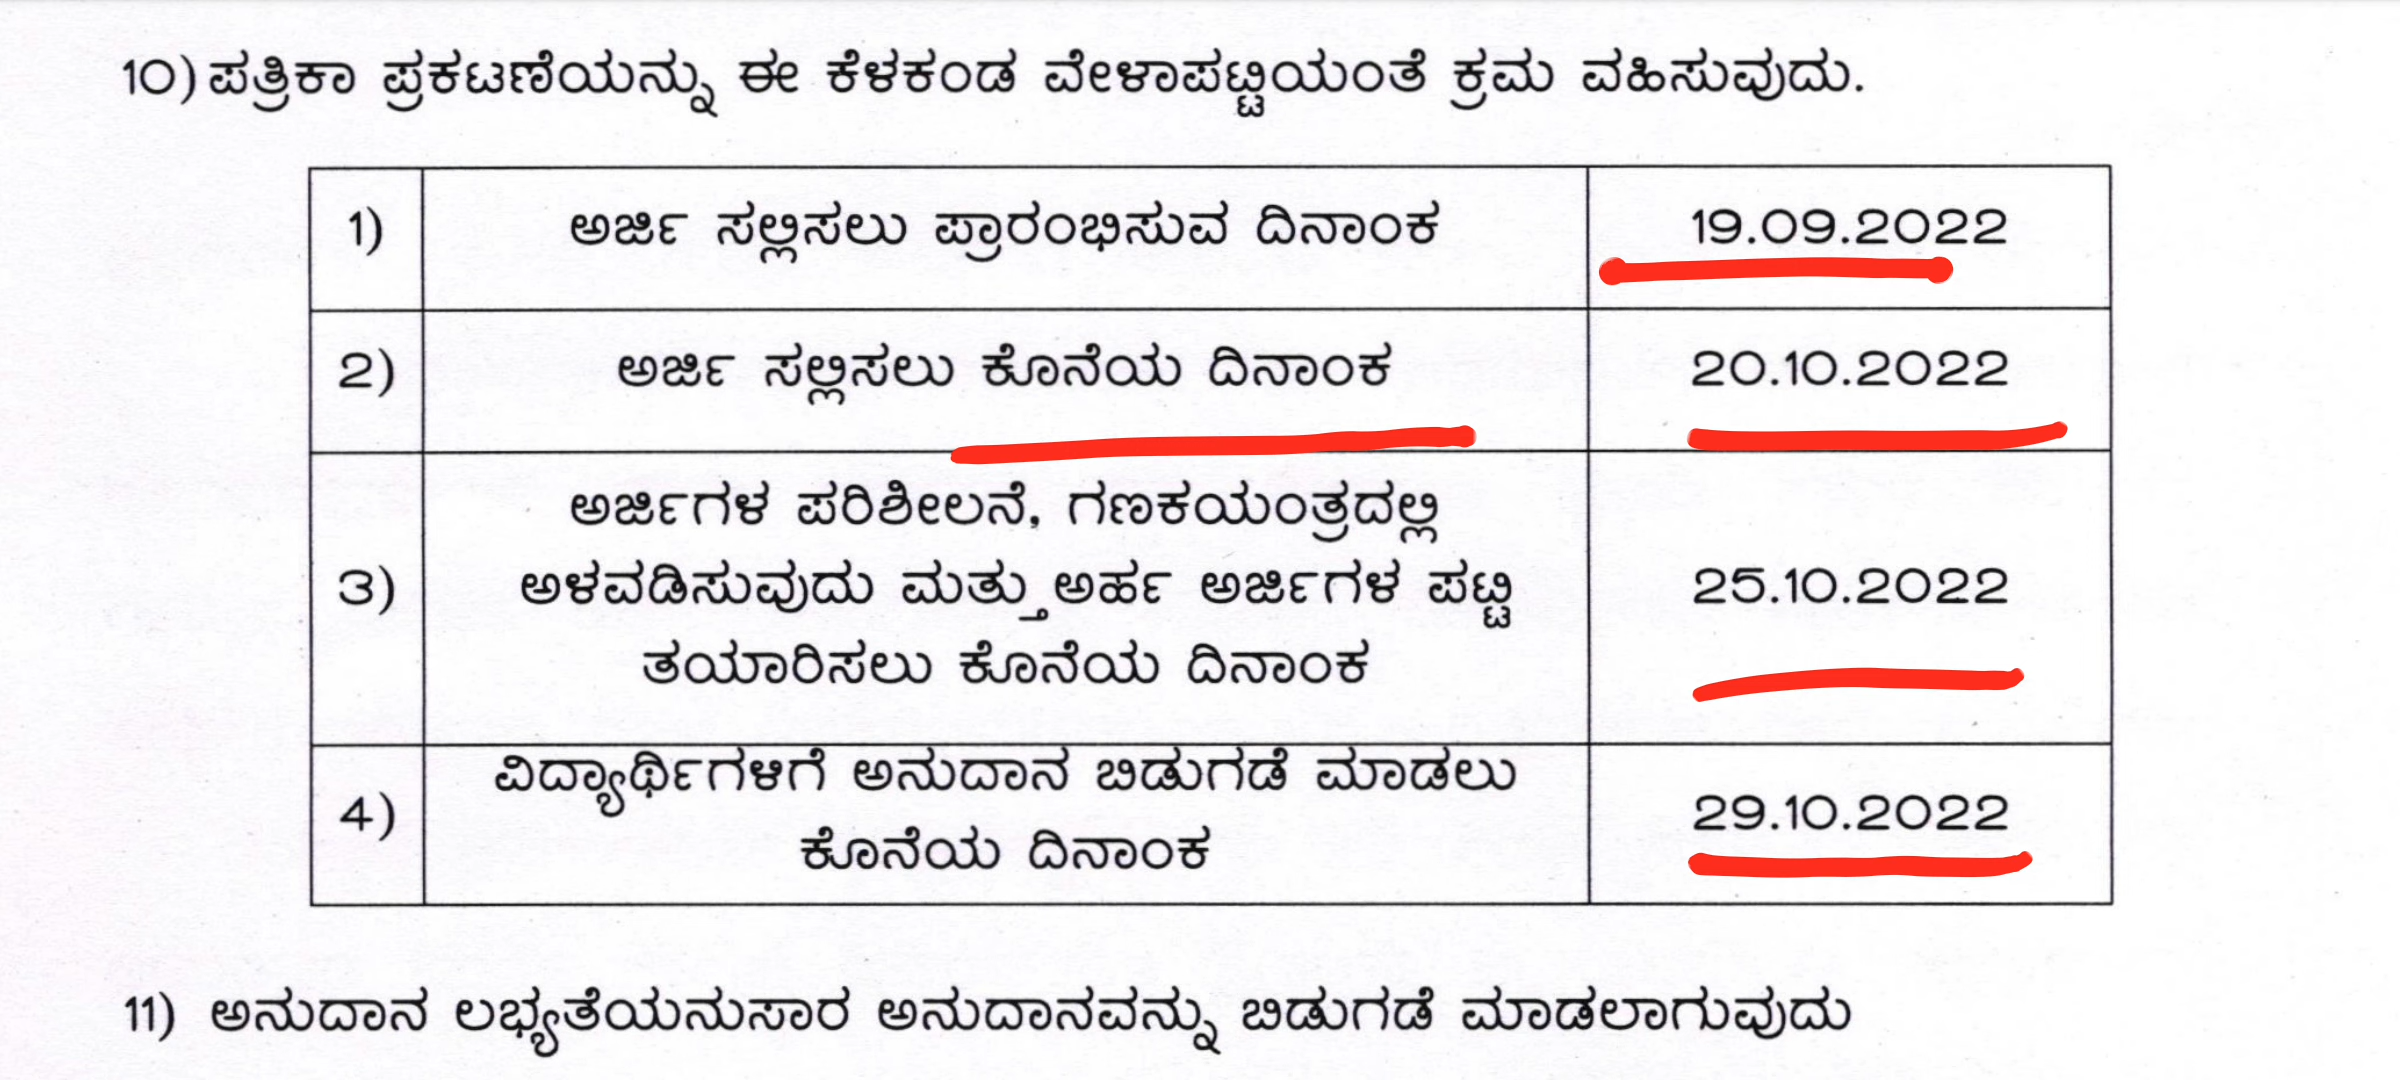 10) ಪತ್ರಿಕಾ ಪ್ರಕಟಣೆಯನ್ನು ಈ ಕೆಳಕಂಡ ವೇಳಾಪಟ್ಟಿಯಂತೆ ಕ್ರಮ ವಹಿಸುವುದು.
1) ಅರ್ಜಿ ಸಲ್ಲಿಸಲು ಪ್ರಾರಂಭಿಸುವ ದಿನಾಂಕ 19.09.2022
2) ಅರ್ಜಿ ಸಲ್ಲಿಸಲು ಕೊನೆಯ ದಿನಾಂಕ 20.10.2022
ಅರ್ಜಿಗಳ ಪರಿಶೀಲನೆ, ಗಣಕಯಂತ್ರದಲ್ಲಿ
3) ಅಳವಡಿಸುವುದು ಮತ್ತು ಅರ್ಹ ಅರ್ಜಿಗಳ ಪಟ್ಟಿ 25.10.2022
ತಯಾರಿಸಲು ಕೊನೆಯ ದಿನಾಂಕ
4) ವಿದ್ಯಾರ್ಥಿಗಳಿಗೆ ಅನುದಾನ ಬಿಡುಗಡೆ ಮಾಡಲು 29.10.2022
ಕೊನೆಯ ದಿನಾಂಕ
11) ಅನುದಾನ ಲಭ್ಯತೆಯನುಸಾರ ಅನುದಾನವನ್ನು ಬಿಡುಗಡೆ ಮಾಡಲಾಗುವುದು